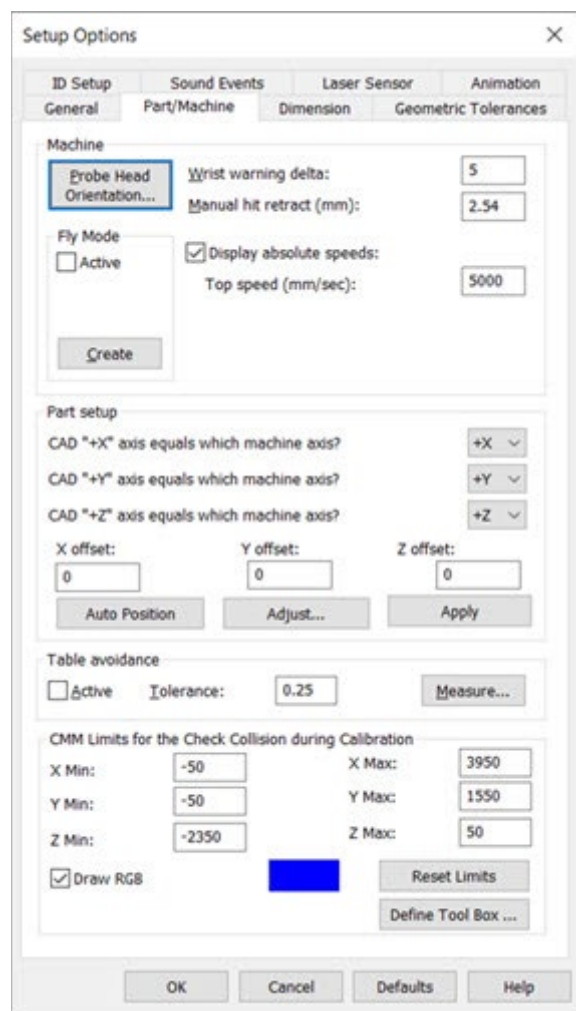 Setup Options
ID Setup Sound Events Laser Sensor Animation
General Part/Machine Dimension Geometric Tolerances
Machine
Probe Head Orientation...
Wrist warning delta: 5
Manual hit retract (mm): 2.54
Fly Mode
Active
Display absolute speeds:
Top speed (mm/sec): 5000
Create
Part setup
CAD "+X" axis equals which machine axis? +X
CAD "+Y" axis equals which machine axis? +Y
CAD "+Z" axis equals which machine axis? +Z
X offset: Y offset: Z offset:
0 0 0
Auto Position Adjust... Apply
Table avoidance
Active Tolerance: 0.25 Measure...
CMM Limits for the Check Collision during Calibration
X Min: -50 X Max: 3950
Y Min: -50 Y Max: 1550
Z Min: -2350 Z Max: 50
Draw RGB Reset Limits
Define Tool Box ...
OK Cancel Defaults Help